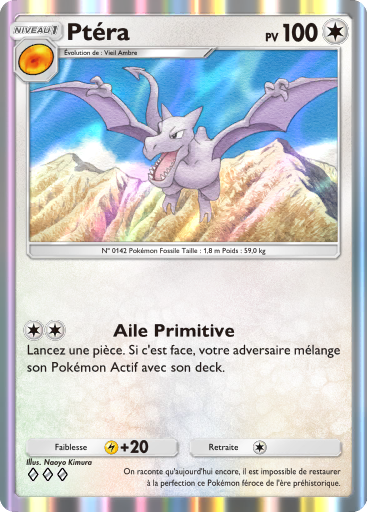 NIVEAU 1
Ptéra
PV 100
Évolution de : Vieil Ambre
N° 0142 Pokémon Fossile Taille : 1,8 m Poids : 59,0 kg
Aile Primitive
Lancez une pièce. Si c'est face, votre adversaire mélange
son Pokémon Actif avec son deck.
Faiblesse +20 Retraite
Illus. Naoyo Kimura
On raconte qu'aujourd'hui encore, il est impossible de restaurer
à la perfection ce Pokémon féroce de l'ère préhistorique.